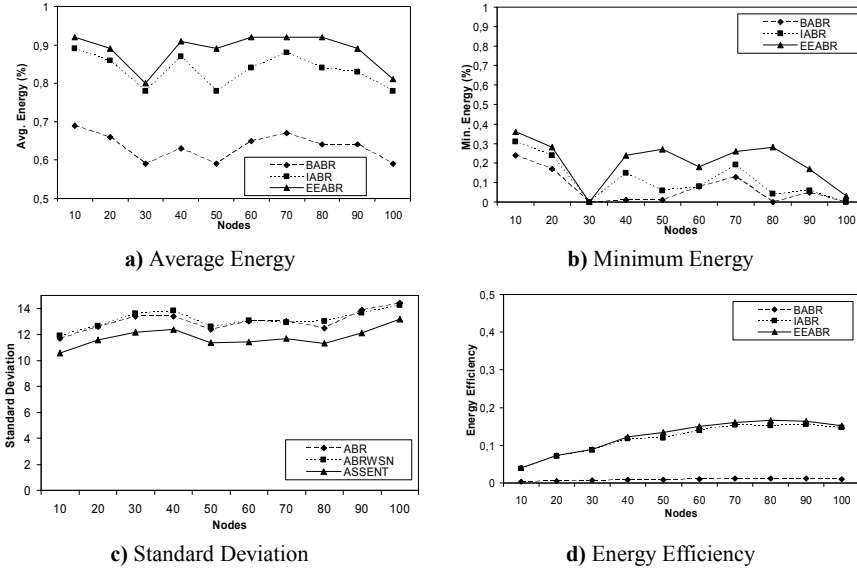 Avg. Energy (%)
1
0,9
0,8
0,7
0,6
0,5
BABR
IABR
EEABR
10 20 30 40 50 60 70 80 90 100
Nodes
a) Average Energy
Min. Energy (%)
1
0,9
0,8
0,7
0,6
0,5
0,4
0,3
0,2
0,1
0
BABR
IABR
EEABR
10 20 30 40 50 60 70 80 90 100
Nodes
b) Minimum Energy
Standard Deviation
14
12
10
8
6
4
2
0
ABR
ABRWSN
ASSENT
10 20 30 40 50 60 70 80 90 100
Nodes
c) Standard Deviation
Energy Efficiency
0,5
0,4
0,3
0,2
0,1
0
BABR
IABR
EEABR
10 20 30 40 50 60 70 80 90 100
Nodes
d) Energy Efficiency